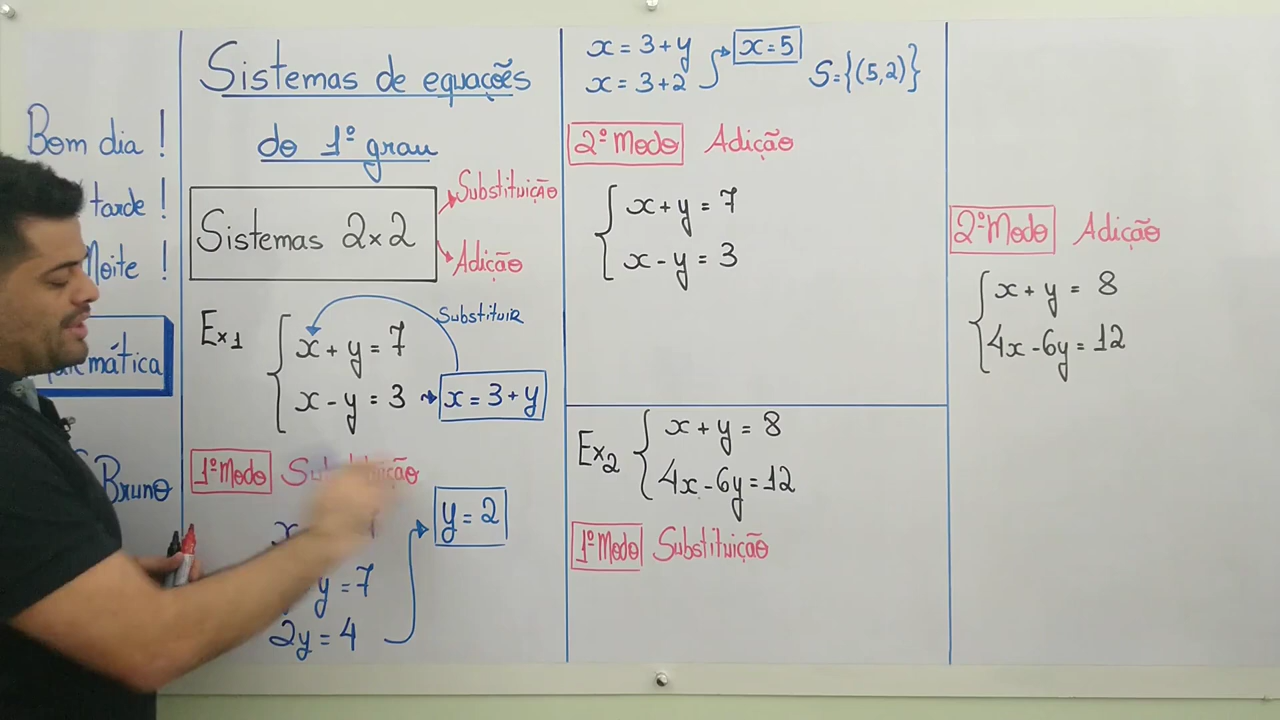 Bom dia !
tarde !
Noite !
mática
Bruno
Sistemas de equações
do 1º grau
Sistemas 2x2
Substituição
Adição
Ex1
x + y = 7
x - y = 3
x = 3 + y
Substituir
1º Modo Substituição
y = 7
2y = 4
y = 2
x = 3 + y
x = 3 + 2
x = 5
S = {(5,2)}
2º Modo Adição
x + y = 7
x - y = 3
Ex2
x + y = 8
4x - 6y = 12
1º Modo Substituição
2º Modo Adição
x + y = 8
4x - 6y = 12